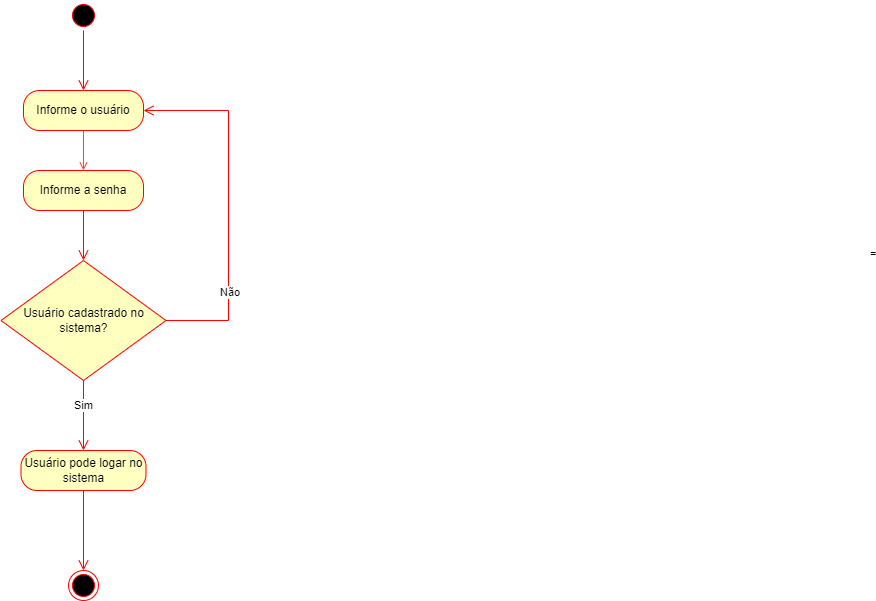 Informe o usuário
Informe a senha
=
Não
Usuário cadastrado no
sistema?
Sim
Usuário pode logar no
sistema